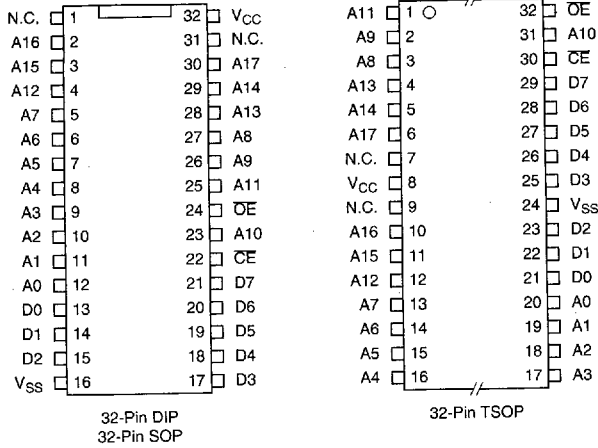 N.C. 1 32 VCC
A16 2 31 N.C.
A15 3 30 A17
A12 4 29 A14
A7 5 28 A13
A6 6 27 A8
A5 7 26 A9
A4 8 25 A11
A3 9 24 OE
A2 10 23 A10
A1 11 22 CE
A0 12 21 D7
D0 13 20 D6
D1 14 19 D5
D2 15 18 D4
VSS 16 17 D3
32-Pin DIP
32-Pin SOP
A11 1 32 OE
A9 2 31 A10
A8 3 30 CE
A13 4 29 D7
A14 5 28 D6
A17 6 27 D5
N.C. 7 26 D4
VCC 8 25 D3
N.C. 9 24 VSS
A16 10 23 D2
A15 11 22 D1
A12 12 21 D0
A7 13 20 A0
A6 14 19 A1
A5 15 18 A2
A4 16 17 A3
32-Pin TSOP